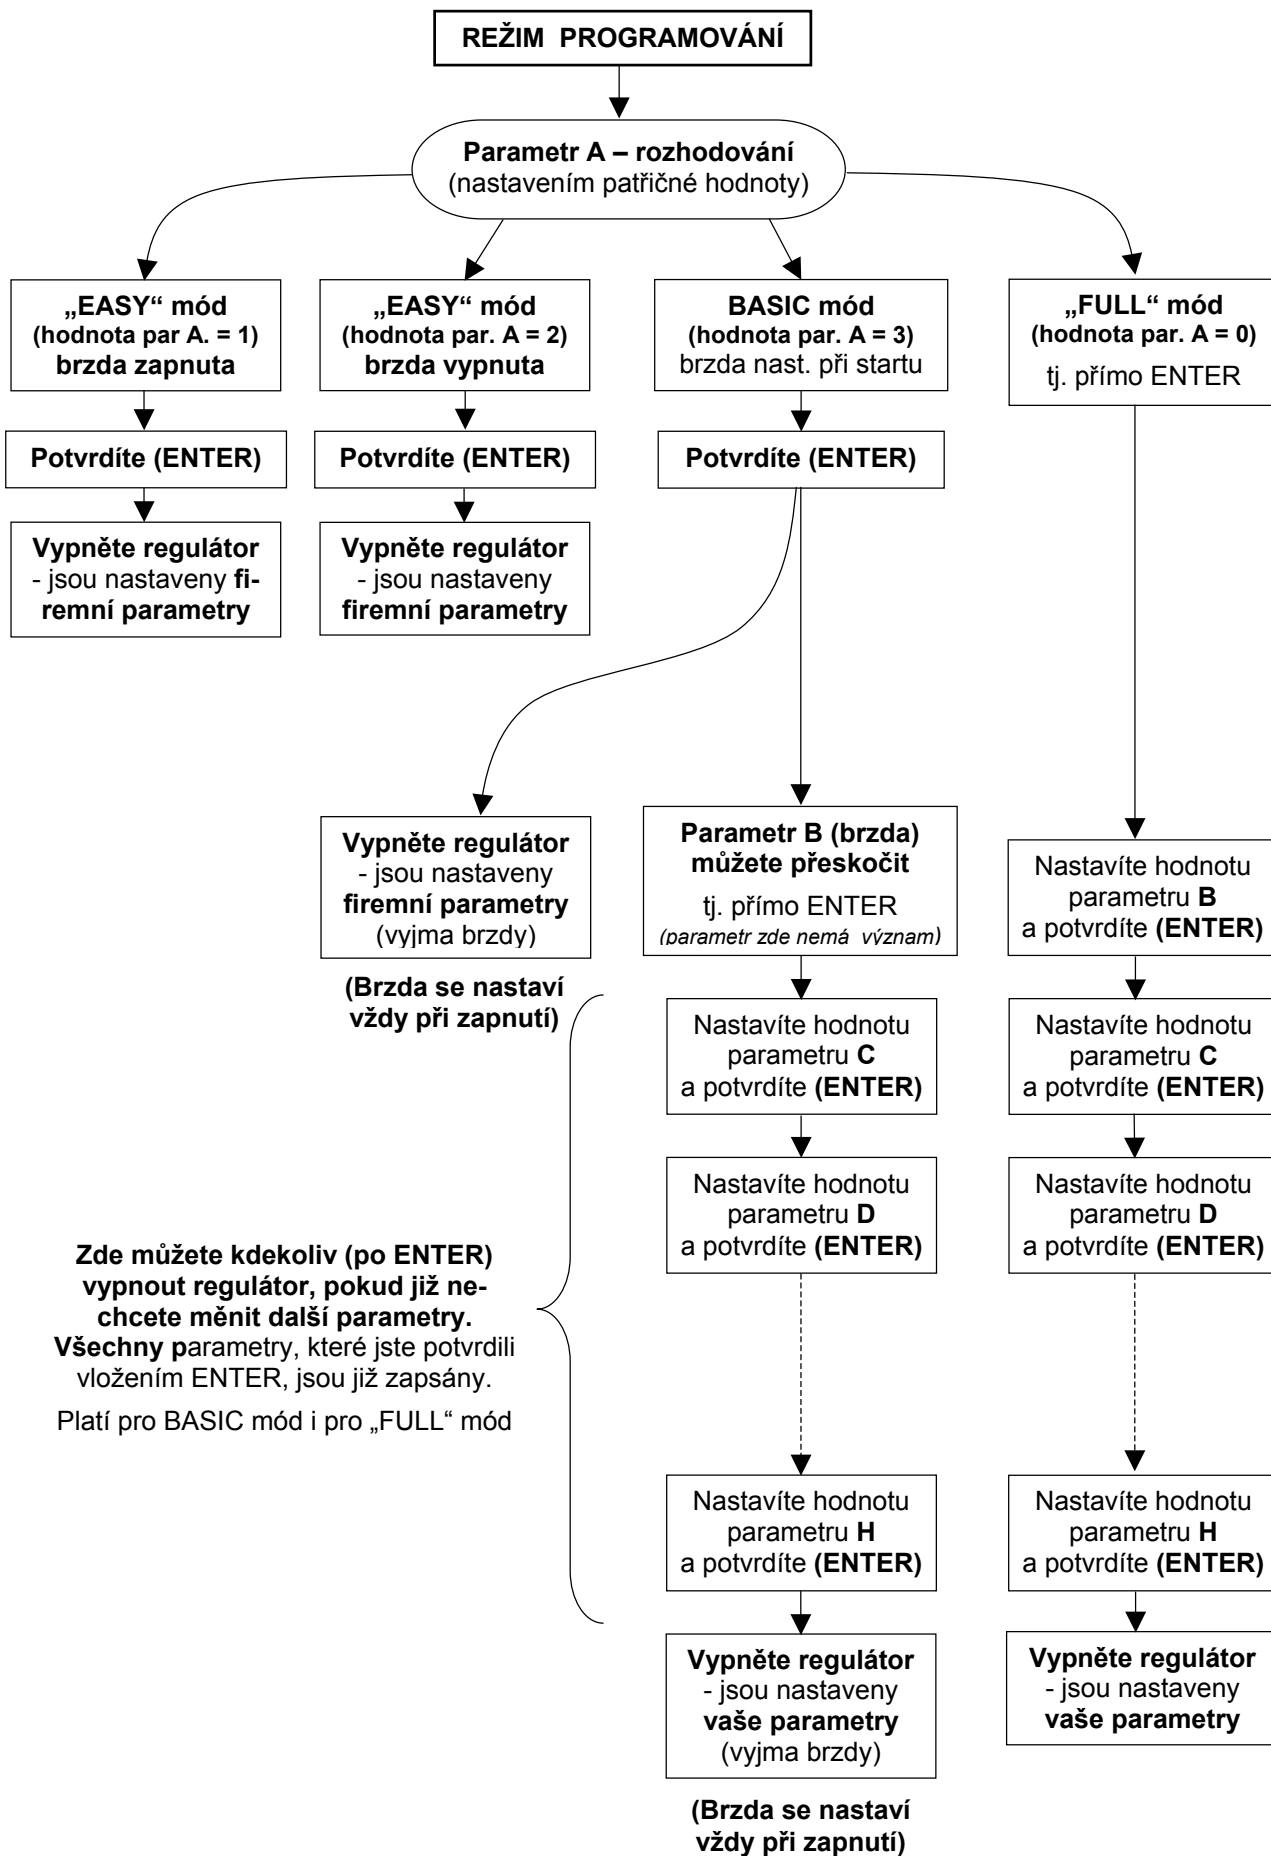 REŽIM PROGRAMOVÁNÍ
Parametr A – rozhodování
(nastavením patřičné hodnoty)
„EASY“ mód
(hodnota par A. = 1)
brzda zapnuta
„EASY“ mód
(hodnota par. A = 2)
brzda vypnuta
BASIC mód
(hodnota par. A = 3)
brzda nast. při startu
„FULL“ mód
(hodnota par. A = 0)
tj. přímo ENTER
Potvrdíte (ENTER)
Potvrdíte (ENTER)
Potvrdíte (ENTER)
Vypněte regulátor
- jsou nastaveny fi-
remní parametry
Vypněte regulátor
- jsou nastaveny
firemní parametry
Vypněte regulátor
- jsou nastaveny
firemní parametry
(vyjma brzdy)
(Brzda se nastaví
vždy při zapnutí)
Parametr B (brzda)
můžete přeskočit
tj. přímo ENTER
(parametr zde nemá význam)
Nastavíte hodnotu
parametru B
a potvrdíte (ENTER)
Nastavíte hodnotu
parametru C
a potvrdíte (ENTER)
Nastavíte hodnotu
parametru C
a potvrdíte (ENTER)
Nastavíte hodnotu
parametru D
a potvrdíte (ENTER)
Nastavíte hodnotu
parametru D
a potvrdíte (ENTER)
Zde můžete kdekoliv (po ENTER)
vypnout regulátor, pokud již ne-
chcete měnit další parametry.
Všechny parametry, které jste potvrdili
vložením ENTER, jsou již zapsány.
Platí pro BASIC mód i pro „FULL“ mód
Nastavíte hodnotu
parametru H
a potvrdíte (ENTER)
Nastavíte hodnotu
parametru H
a potvrdíte (ENTER)
Vypněte regulátor
- jsou nastaveny
vaše parametry
(vyjma brzdy)
Vypněte regulátor
- jsou nastaveny
vaše parametry
(Brzda se nastaví
vždy při zapnutí)